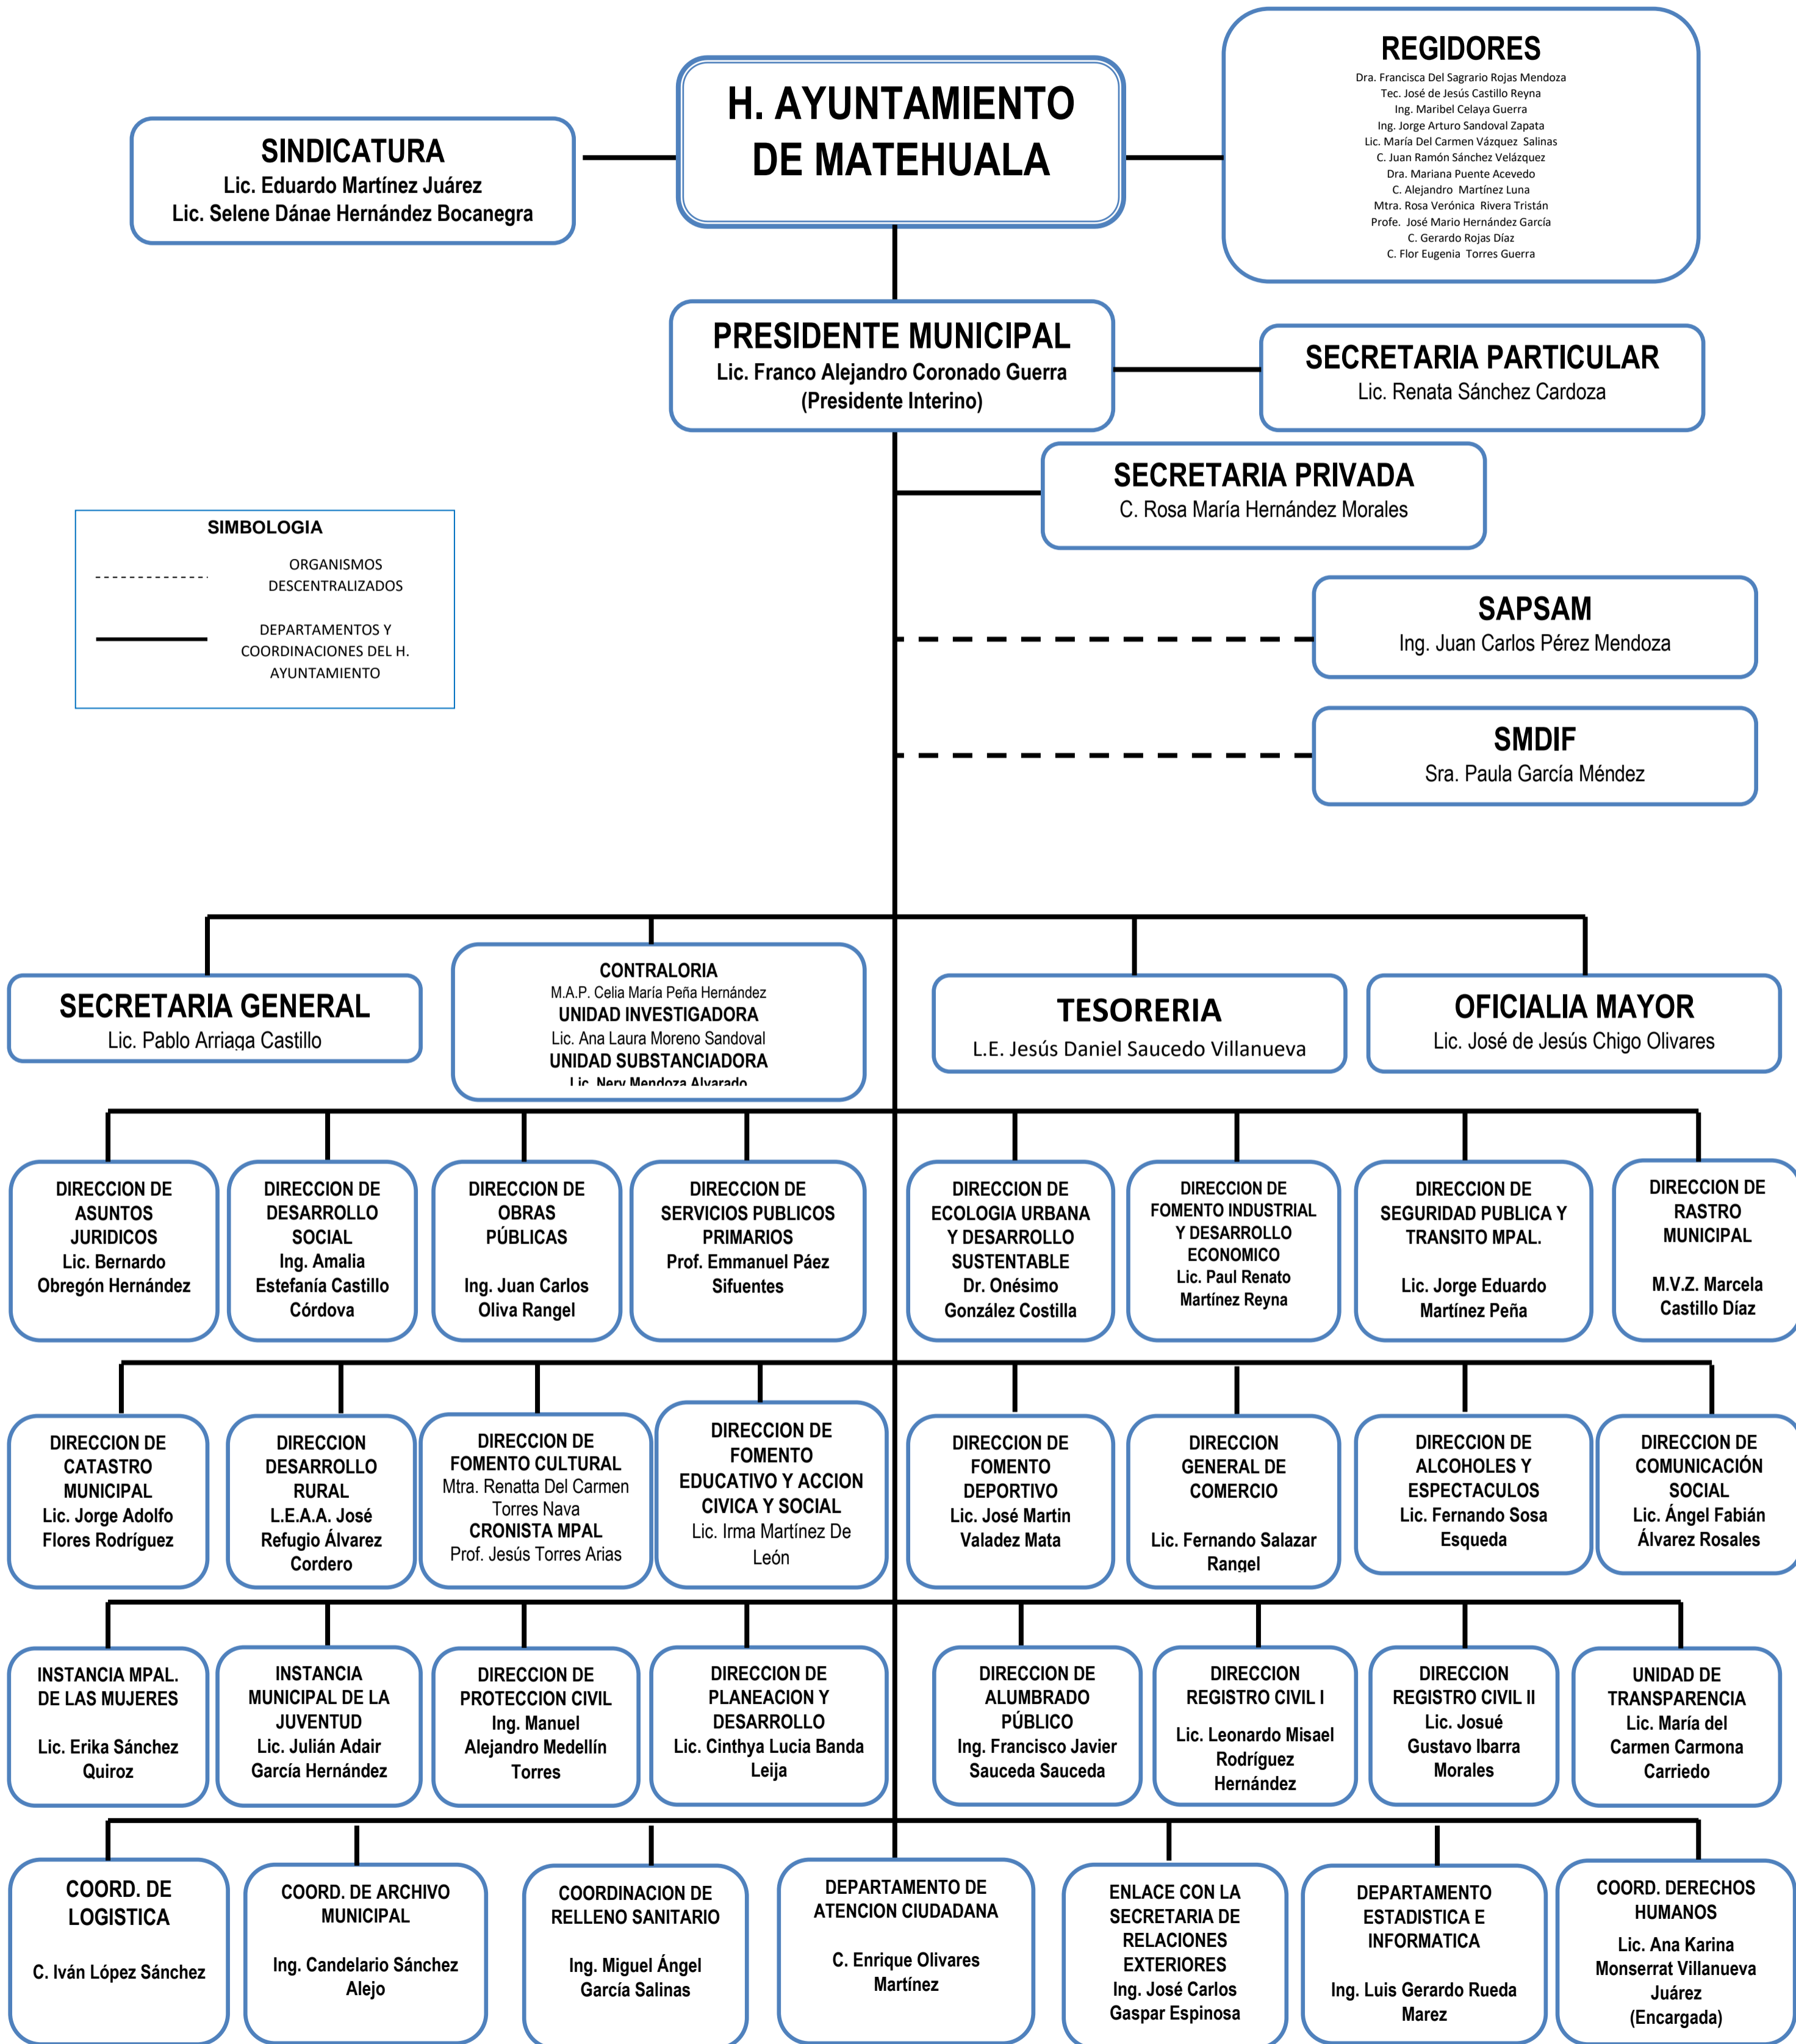 REGIDORES
Dra. Francisca Del Sagrario Rojas Mendoza
Tec. José de Jesús Castillo Reyna
Ing. Maribel Celaya Guerra
Ing. Jorge Arturo Sandoval Zapata
Lic. María Del Carmen Vázquez Salinas
C. Juan Ramón Sánchez Velázquez
Dra. Mariana Puente Acevedo
C. Alejandro Martínez Luna
Mtra. Rosa Verónica Rivera Tristán
Profe. José Mario Hernández García
C. Gerardo Rojas Díaz
C. Flor Eugenia Torres Guerra
H. AYUNTAMIENTO
DE MATEHUALA
SINDICATURA
Lic. Eduardo Martínez Juárez
Lic. Selene Dánae Hernández Bocanegra
PRESIDENTE MUNICIPAL
Lic. Franco Alejandro Coronado Guerra
(Presidente Interino)
SECRETARIA PARTICULAR
Lic. Renata Sánchez Cardoza
SECRETARIA PRIVADA
C. Rosa María Hernández Morales
SIMBOLOGIA
ORGANISMOS
DESCENTRALIZADOS
DEPARTAMENTOS Y
COORDINACIONES DEL H.
AYUNTAMIENTO
SAPSAM
Ing. Juan Carlos Pérez Mendoza
SMDIF
Sra. Paula García Méndez
SECRETARIA GENERAL
Lic. Pablo Arriaga Castillo
CONTRALORIA
M.A.P. Celia María Peña Hernández
UNIDAD INVESTIGADORA
Lic. Ana Laura Moreno Sandoval
UNIDAD SUBSTANCIADORA
Lic. Nery Mendoza Alvarado
TESORERIA
L.E. Jesús Daniel Saucedo Villanueva
OFICIALIA MAYOR
Lic. José de Jesús Chigo Olivares
DIRECCION DE
ASUNTOS
JURIDICOS
Lic. Bernardo
Obregón Hernández
DIRECCION DE
DESARROLLO
SOCIAL
Ing. Amalia
Estefanía Castillo
Córdova
DIRECCION DE
OBRAS
PÚBLICAS
Ing. Juan Carlos
Oliva Rangel
DIRECCION DE
SERVICIOS PUBLICOS
PRIMARIOS
Prof. Emmanuel Páez
Sifuentes
DIRECCION DE
ECOLOGIA URBANA
Y DESARROLLO
SUSTENTABLE
Dr. Onésimo
González Costilla
DIRECCION DE
FOMENTO INDUSTRIAL
Y DESARROLLO
ECONOMICO
Lic. Paul Renato
Martínez Reyna
DIRECCION DE
SEGURIDAD PUBLICA Y
TRANSITO MPAL.
Lic. Jorge Eduardo
Martínez Peña
DIRECCION DE
RASTRO
MUNICIPAL
M.V.Z. Marcela
Castillo Díaz
DIRECCION DE
CATASTRO
MUNICIPAL
Lic. Jorge Adolfo
Flores Rodríguez
DIRECCION
DESARROLLO
RURAL
L.E.A.A. José
Refugio Álvarez
Cordero
DIRECCION DE
FOMENTO CULTURAL
Mtra. Renatta Del Carmen
Torres Nava
CRONISTA MPAL
Prof. Jesús Torres Arias
DIRECCION DE
FOMENTO
EDUCATIVO Y ACCION
CIVICA Y SOCIAL
Lic. Irma Martínez De
León
DIRECCION DE
FOMENTO
DEPORTIVO
Lic. José Martin
Valadez Mata
DIRECCION
GENERAL DE
COMERCIO
Lic. Fernando Salazar
Rangel
DIRECCION DE
ALCOHOLES Y
ESPECTACULOS
Lic. Fernando Sosa
Esqueda
DIRECCION DE
COMUNICACIÓN
SOCIAL
Lic. Ángel Fabián
Álvarez Rosales
INSTANCIA MPAL.
DE LAS MUJERES
Lic. Erika Sánchez
Quiroz
INSTANCIA
MUNICIPAL DE LA
JUVENTUD
Lic. Julián Adair
García Hernández
DIRECCION DE
PROTECCION CIVIL
Ing. Manuel
Alejandro Medellín
Torres
DIRECCION DE
PLANEACION Y
DESARROLLO
Lic. Cinthya Lucia Banda
Leija
DIRECCION DE
ALUMBRADO
PÚBLICO
Ing. Francisco Javier
Sauceda Sauceda
DIRECCION
REGISTRO CIVIL I
Lic. Leonardo Misael
Rodríguez
Hernández
DIRECCION
REGISTRO CIVIL II
Lic. Josué
Gustavo Ibarra
Morales
UNIDAD DE
TRANSPARENCIA
Lic. María del
Carmen Carmona
Carriedo
COORD. DE
LOGISTICA
C. Iván López Sánchez
COORD. DE ARCHIVO
MUNICIPAL
Ing. Candelario Sánchez
Alejo
COORDINACION DE
RELLENO SANITARIO
Ing. Miguel Ángel
García Salinas
DEPARTAMENTO DE
ATENCION CIUDADANA
C. Enrique Olivares
Martínez
ENLACE CON LA
SECRETARIA DE
RELACIONES
EXTERIORES
Ing. José Carlos
Gaspar Espinosa
DEPARTAMENTO
ESTADISTICA E
INFORMATICA
Ing. Luis Gerardo Rueda
Marez
COORD. DERECHOS
HUMANOS
Lic. Ana Karina
Monserrat Villanueva
Juárez
(Encargada)